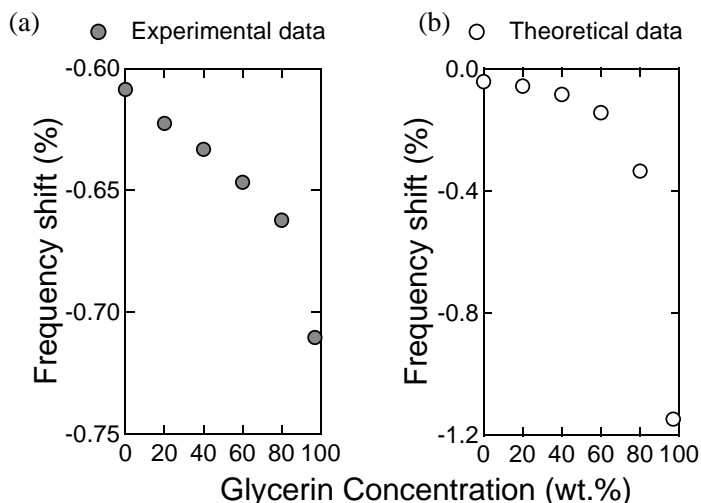 (a) Experimental data
(b) Theoretical data
Frequency shift (%)
-0.60
-0.65
-0.70
-0.75
0 20 40 60 80 100
Frequency shift (%)
0.0
-0.4
-0.8
-1.2
0 20 40 60 80 100
Glycerin Concentration (wt.%)